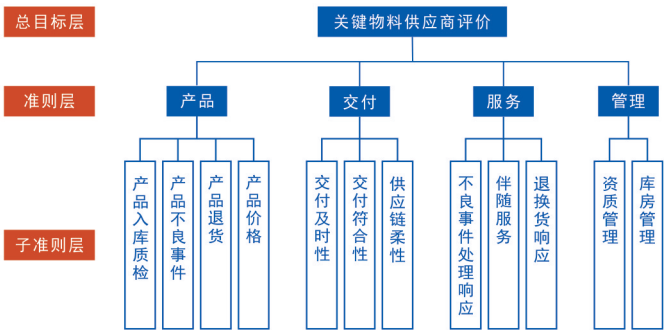 总目标层
关键物料供应商评价
准则层
产品
交付
服务
管理
子准则层
产品入库质检
产品不良事件
产品退货
产品价格
交付及时性
交付符合性
供应链柔性
不良事件处理响应
伴随服务
退换货响应
资质管理
库房管理